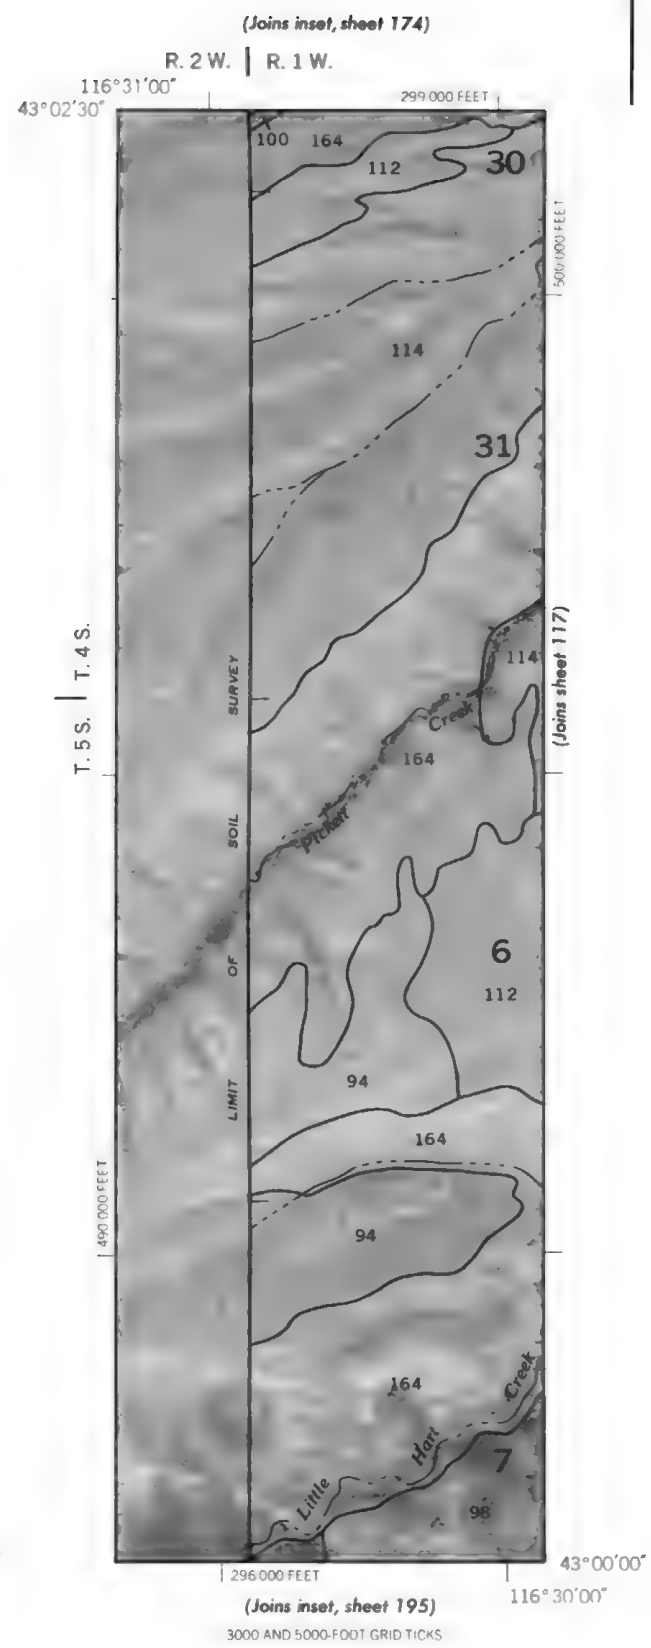 (Joins inset, sheet 174)
R. 2 W. | R. 1 W.
116°31'00"
299 000 FEET
43°02'30"
100
164
112
30
500 000 FEET
114
31
T. 5 S. | T. 4 S.
SURVEY
114
(Joins sheet 117)
Creek
164
SOIL
Pickett
6
OF
112
94
LIMIT
164
490 000 FEET
94
164
Creek
Hart
7
Little
98
43°00'00"
296 000 FEET
116°30'00"
(Joins inset, sheet 195)
3000 AND 5000-FOOT GRID TICKS